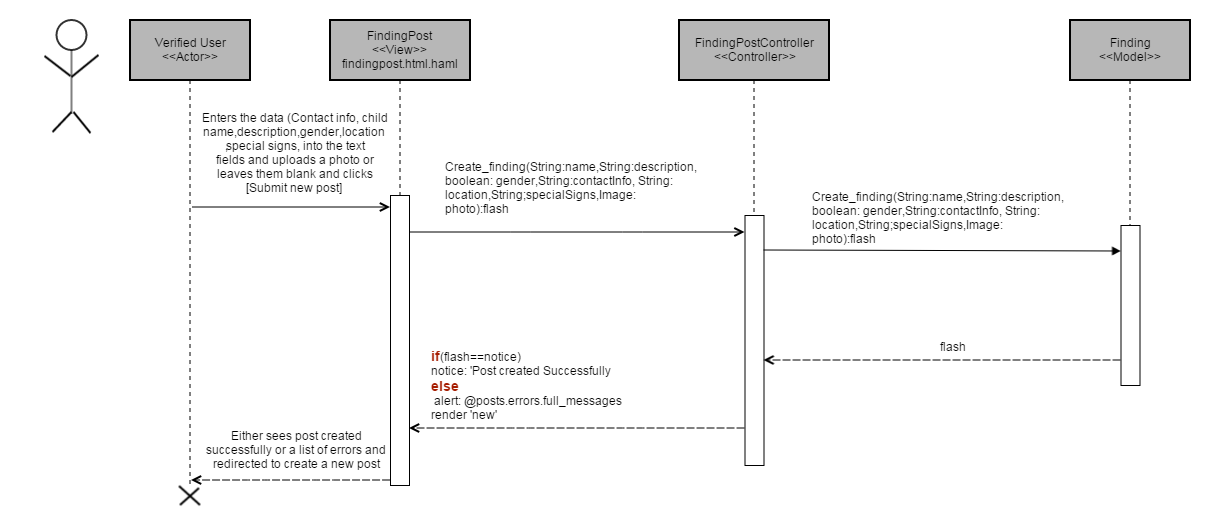 Verified User
<<Actor>>
FindingPost
<<View>>
findingpost.html.haml
FindingPostController
<<Controller>>
Finding
<<Model>>
Enters the data (Contact info, child
name,description,gender,location
,special signs, into the text
fields and uploads a photo or
leaves them blank and clicks
[Submit new post]
Create_finding(String:name,String:description,
boolean: gender,String:contactInfo, String:
location,String;specialSigns,Image:
photo):flash
Create_finding(String:name,String:description,
boolean: gender,String:contactInfo, String:
location,String;specialSigns,Image:
photo):flash
flash
if(flash==notice)
notice: 'Post created Successfully
else
alert: @posts.errors.full_messages
render 'new'
Either sees post created
successfully or a list of errors and
redirected to create a new post